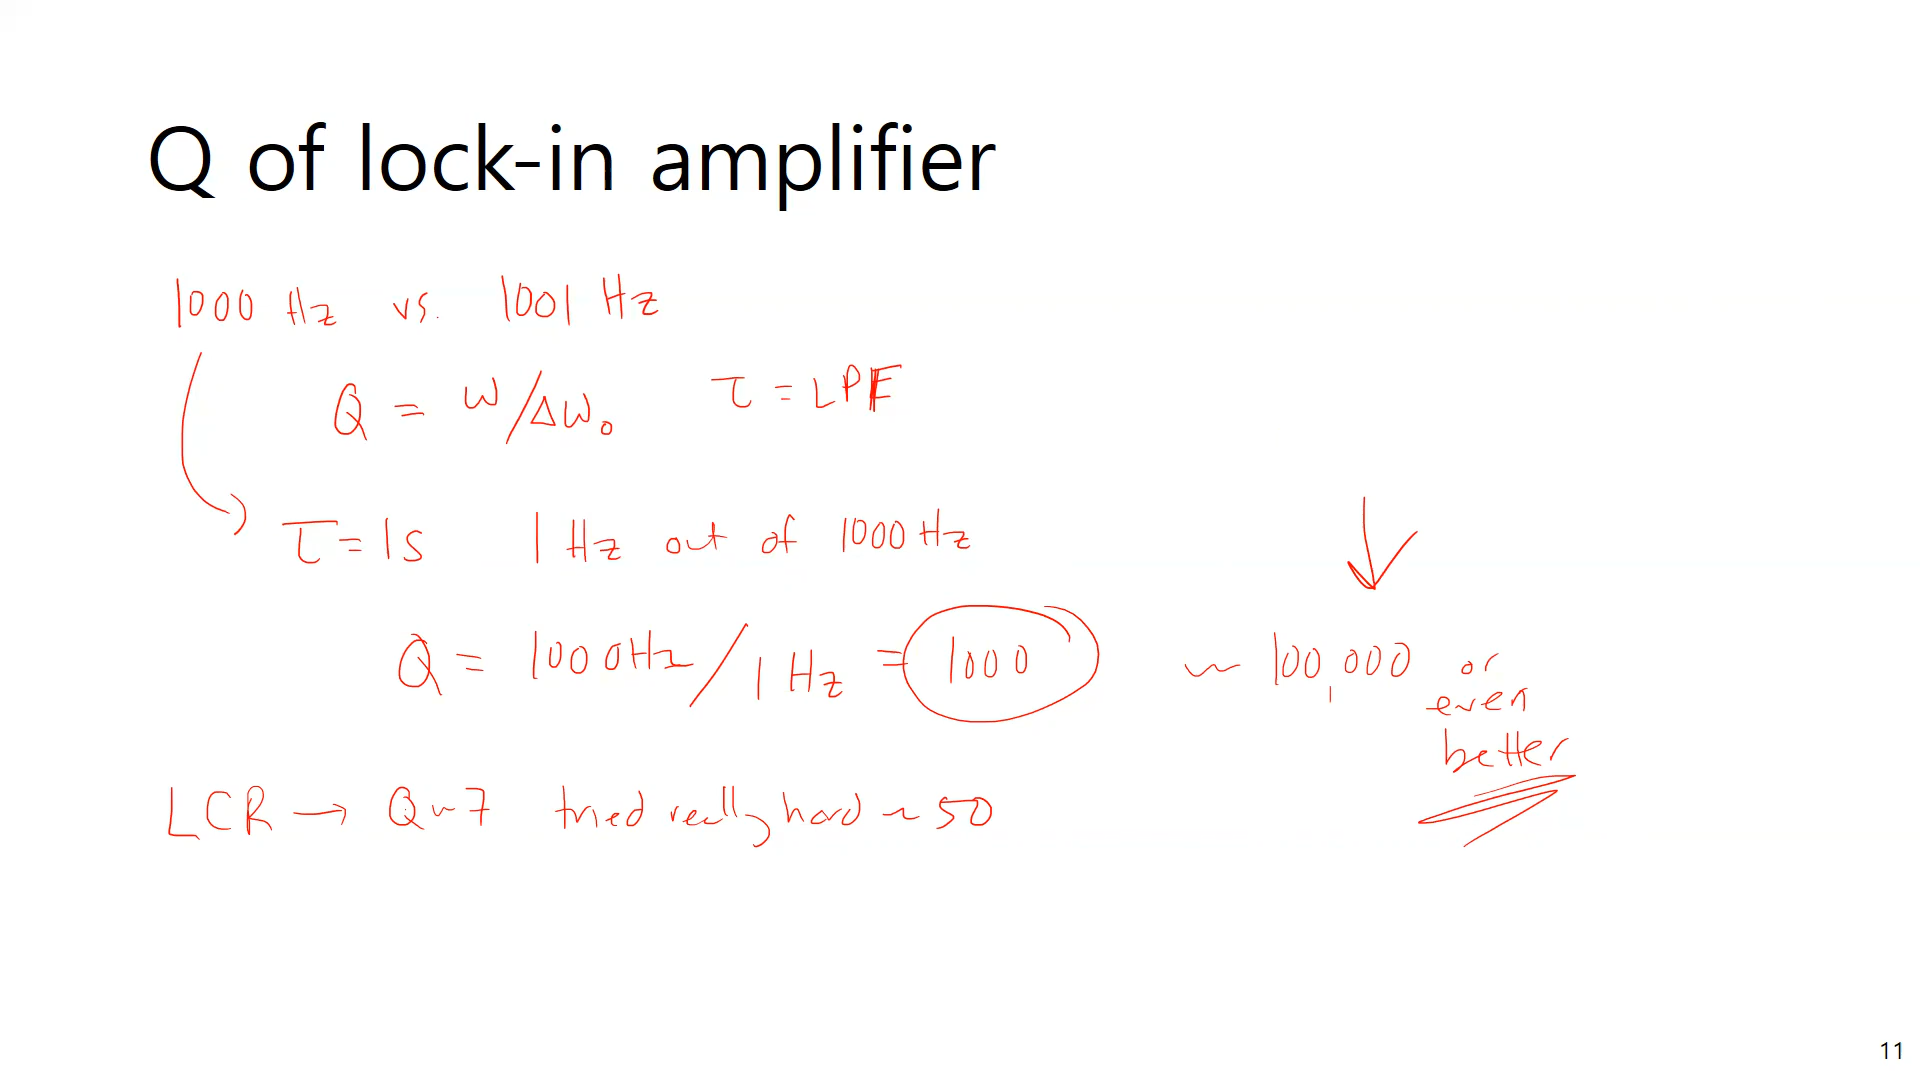 Q of lock-in amplifier
1000 Hz vs. 1001 Hz
Q = ω/Δω₀ τ = LPF
τ = 1s 1 Hz out of 1000 Hz
Q = 1000Hz / 1 Hz = 1000 ~ 100,000 or
even
better
LCR → Q~7 tried really hard ~ 50
11